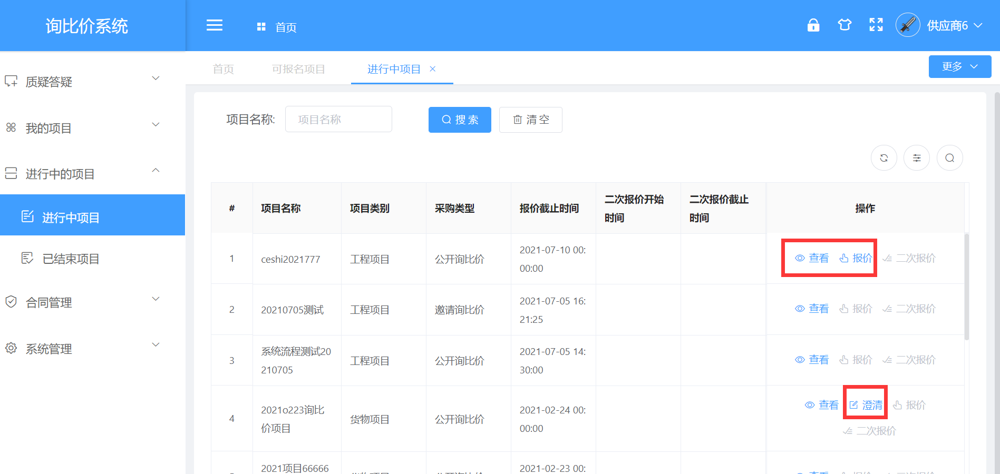 询比价系统
首页
供应商6
质疑答疑
我的项目
进行中的项目
进行中项目
已结束项目
合同管理
系统管理
首页
可报名项目
进行中项目
更多
项目名称:
项目名称
搜 索
清 空
#
项目名称
项目类别
采购类型
报价截止时间
二次报价开始
时间
二次报价截止
时间
操作
1
ceshi2021777
工程项目
公开询比价
2021-07-10 00:
00:00
查看
报价
二次报价
2
20210705测试
工程项目
邀请询比价
2021-07-05 16:
21:25
查看
报价
二次报价
3
系统流程测试20
210705
工程项目
公开询比价
2021-07-05 14:
30:00
查看
报价
二次报价
4
2021o223询比
价项目
货物项目
公开询比价
2021-02-24 00:
00:00
查看
澄清
报价
二次报价
2021项目66666
2021-02-23 00: